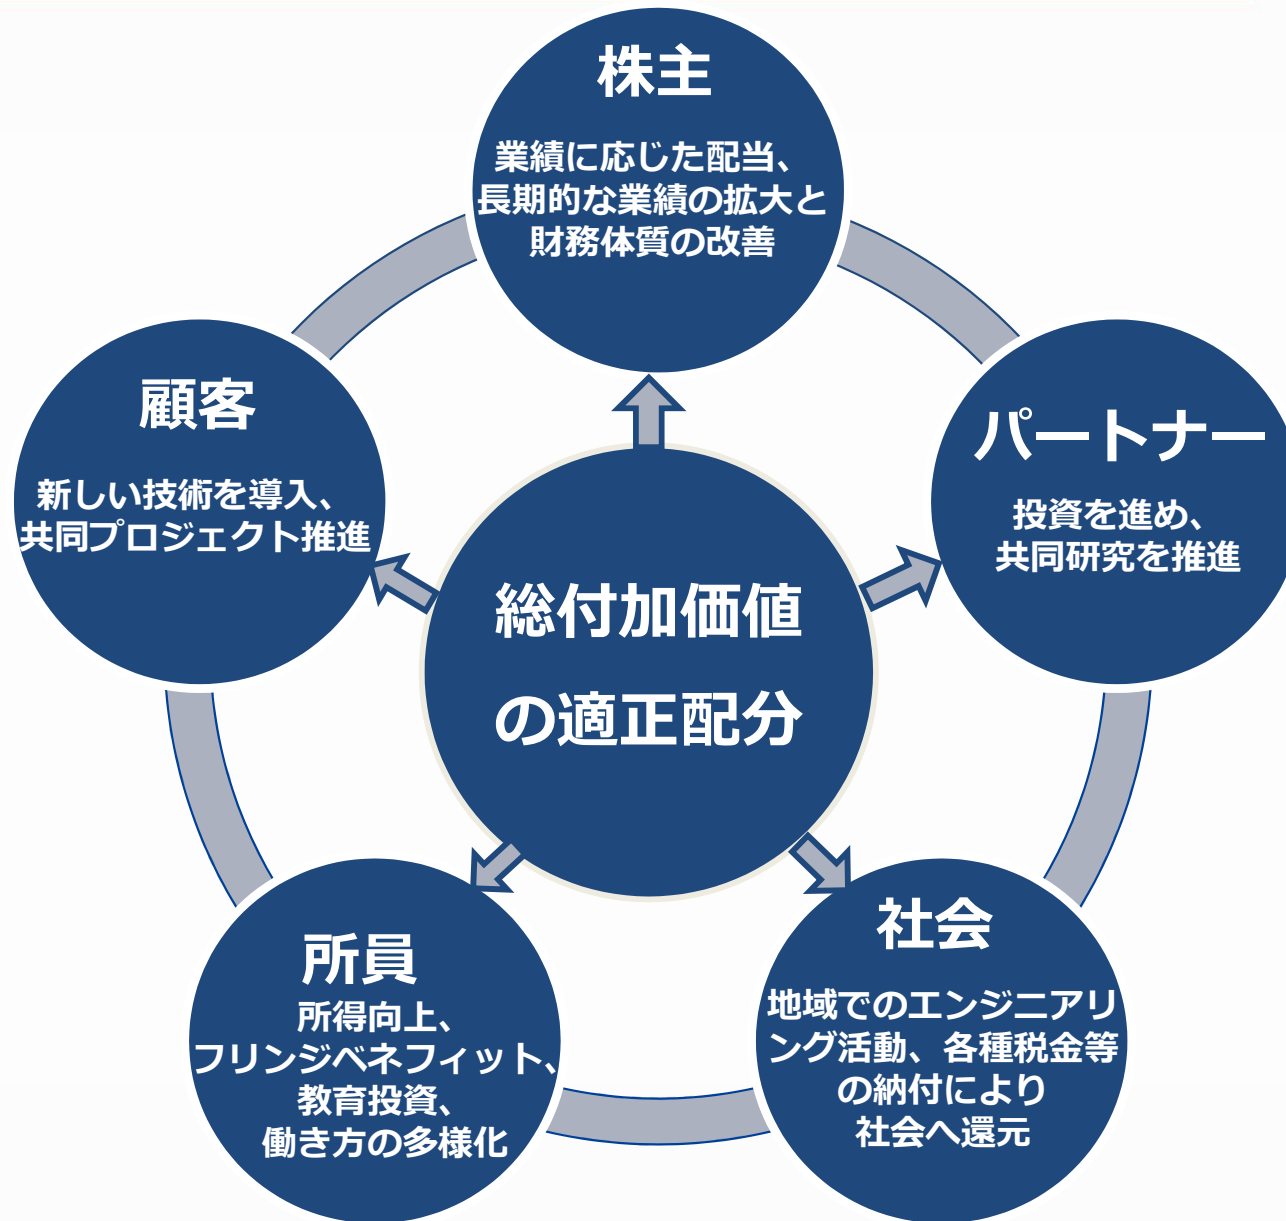 株主
業績に応じた配当、
長期的な業績の拡大と
財務体質の改善
顧客
新しい技術を導入、
共同プロジェクト推進
パートナー
投資を進め、
共同研究を推進
総付加価値
の適正配分
所員
所得向上、
フリンジベネフィット、
教育投資、
働き方の多様化
社会
地域でのエンジニアリ
ング活動、各種税金等
の納付により
社会へ還元